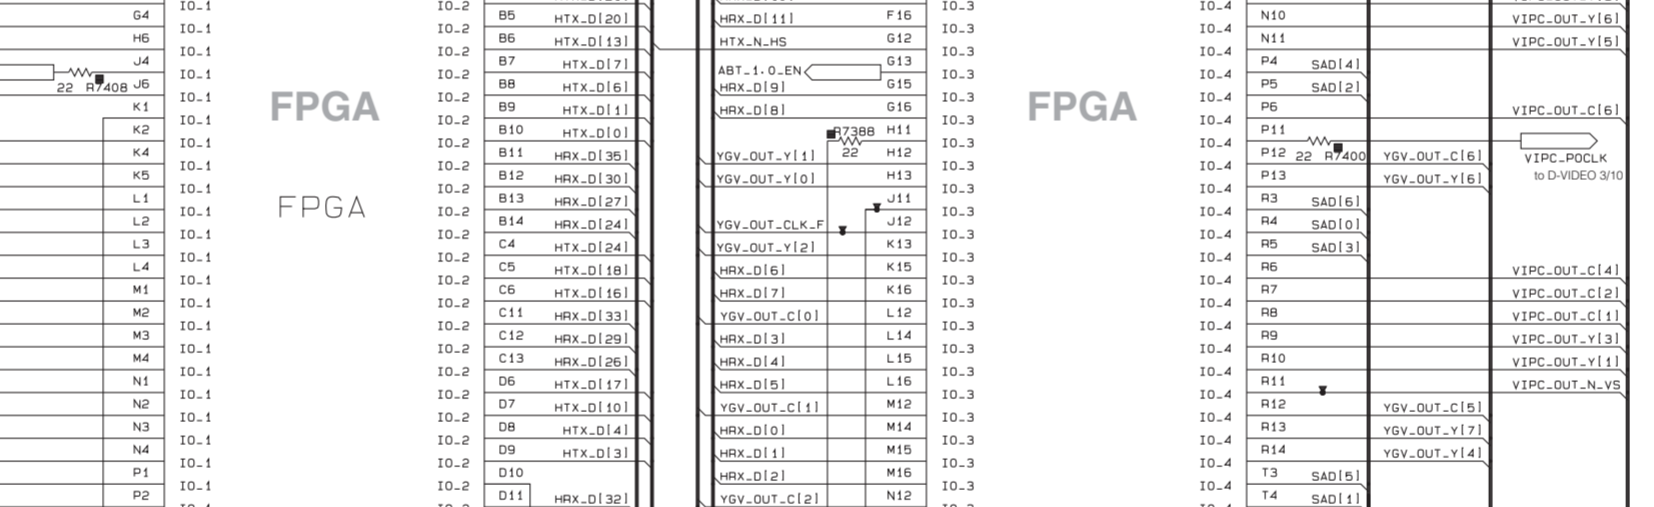 IO_1
G4 IO_1
H6 IO_1
J4 IO_1
22 R7408 J6 IO_1
K1 IO_1
K2 IO_1
K4 IO_1
K5 IO_1
L1 IO_1
L2 IO_1
L3 IO_1
L4 IO_1
M1 IO_1
M2 IO_1
M3 IO_1
M4 IO_1
N1 IO_1
N2 IO_1
N3 IO_1
N4 IO_1
P1 IO_1
P2
FPGA
FPGA
IO_2
IO_2 B5 HTX_D[20]
IO_2 B6 HTX_D[13]
IO_2 B7 HTX_D[7]
IO_2 B8 HTX_D[6]
IO_2 B9 HTX_D[1]
IO_2 B10 HTX_D[0]
IO_2 B11 HRX_D[35]
IO_2 B12 HRX_D[30]
IO_2 B13 HRX_D[27]
IO_2 B14 HRX_D[24]
IO_2 C4 HTX_D[24]
IO_2 C5 HTX_D[18]
IO_2 C6 HTX_D[16]
IO_2 C11 HRX_D[33]
IO_2 C12 HRX_D[29]
IO_2 C13 HRX_D[26]
IO_2 D6 HTX_D[17]
IO_2 D7 HTX_D[10]
IO_2 D8 HTX_D[4]
IO_2 D9 HTX_D[3]
IO_2 D10
D11 HRX_D[32]
IO_3
HRX_D[11] F16 IO_3
HTX_N_HS G12 IO_3
ABT_1.0_EN G13 IO_3
HRX_D[9] G15 IO_3
HRX_D[8] G16 IO_3
R7388 H11 IO_3
YGV_OUT_Y[1] 22 H12 IO_3
YGV_OUT_Y[0] H13 IO_3
J11 IO_3
YGV_OUT_CLK_F J12 IO_3
YGV_OUT_Y[2] K13 IO_3
HRX_D[6] K15 IO_3
HRX_D[7] K16 IO_3
YGV_OUT_C[0] L12 IO_3
HRX_D[3] L14 IO_3
HRX_D[4] L15 IO_3
HRX_D[5] L16 IO_3
YGV_OUT_C[1] M12 IO_3
HRX_D[0] M14 IO_3
HRX_D[1] M15 IO_3
HRX_D[2] M16 IO_3
YGV_OUT_C[2] N12
FPGA
IO_4
IO_4 N10 VIPC_OUT_Y[6]
IO_4 N11 VIPC_OUT_Y[5]
IO_4 P4 SAD[4]
IO_4 P5 SAD[2]
IO_4 P6 VIPC_OUT_C[6]
IO_4 P11
IO_4 P12 22 R7400 YGV_OUT_C[6] VIPC_POCLK
IO_4 P13 YGV_OUT_Y[6] to D-VIDEO 3/10
IO_4 R3 SAD[6]
IO_4 R4 SAD[0]
IO_4 R5 SAD[3]
IO_4 R6 VIPC_OUT_C[4]
IO_4 R7 VIPC_OUT_C[2]
IO_4 R8 VIPC_OUT_C[1]
IO_4 R9 VIPC_OUT_Y[3]
IO_4 R10 VIPC_OUT_Y[1]
IO_4 R11 VIPC_OUT_N_VS
IO_4 R12 YGV_OUT_C[5]
IO_4 R13 YGV_OUT_Y[7]
IO_4 R14 YGV_OUT_Y[4]
IO_4 T3 SAD[5]
T4 SAD[1]